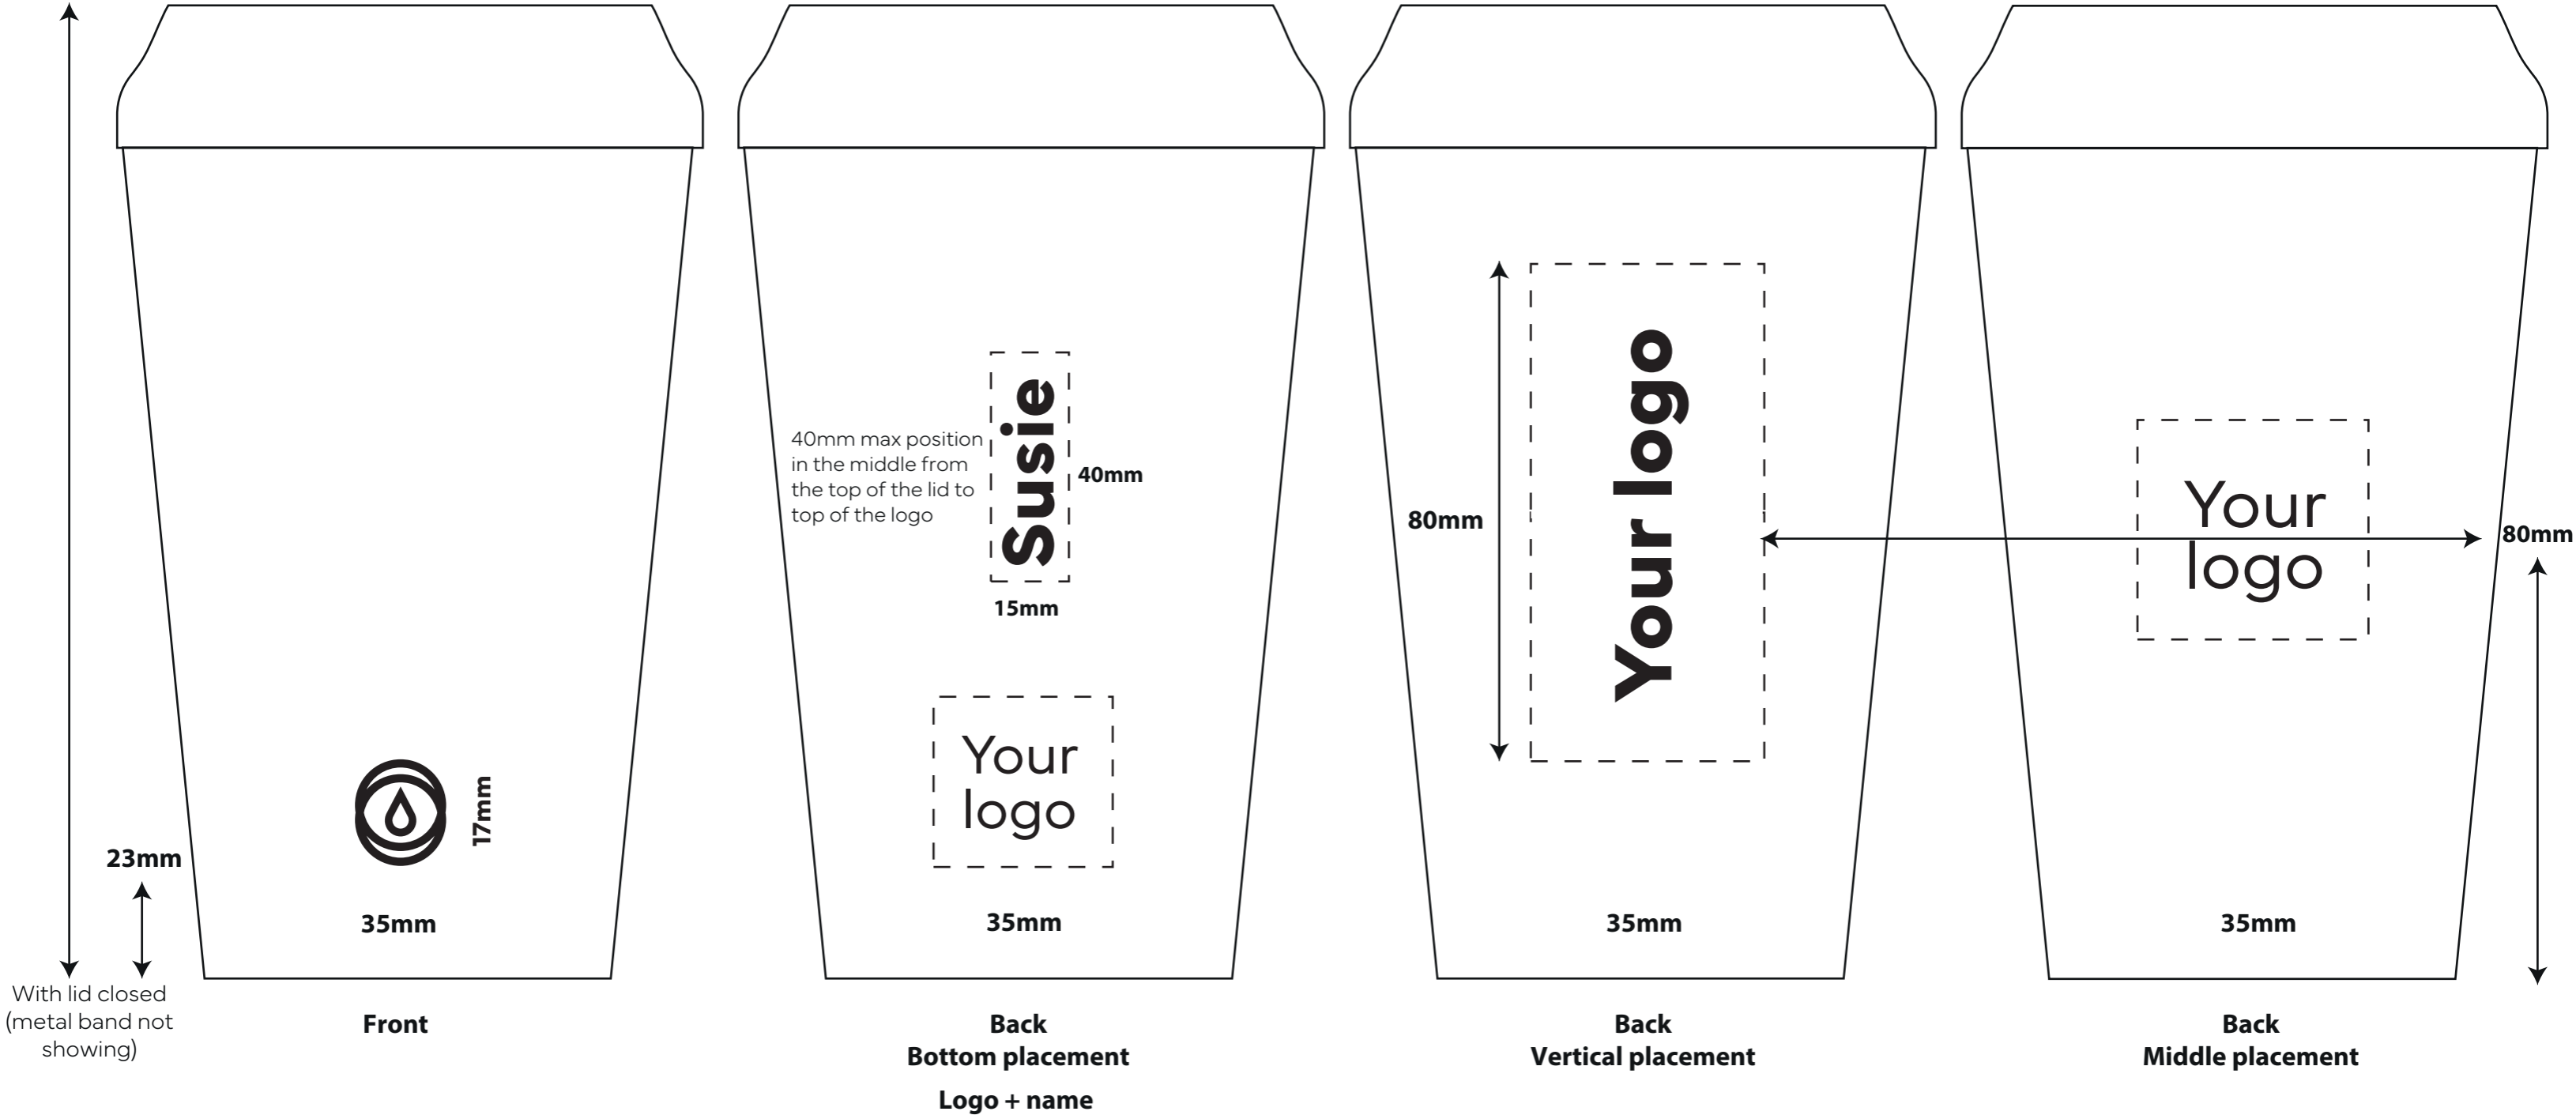 23mm
With lid closed
(metal band not
showing)
17mm
35mm
Front
40mm max position
in the middle from
the top of the lid to
top of the logo
Susie
40mm
15mm
Your
logo
35mm
Back
Bottom placement
Logo + name
80mm
Your logo
35mm
Back
Vertical placement
Your
logo
80mm
35mm
Back
Middle placement